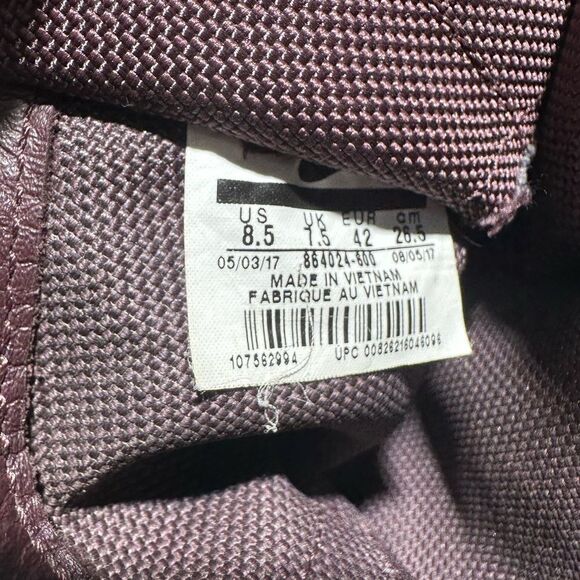 US UK EUR cm
8.5 7.5 42 26.5
05/03/17 864024-600 08/05/17
MADE IN VIETNAM
FABRIQUE AU VIETNAM
107562994 UPC 00826216046096